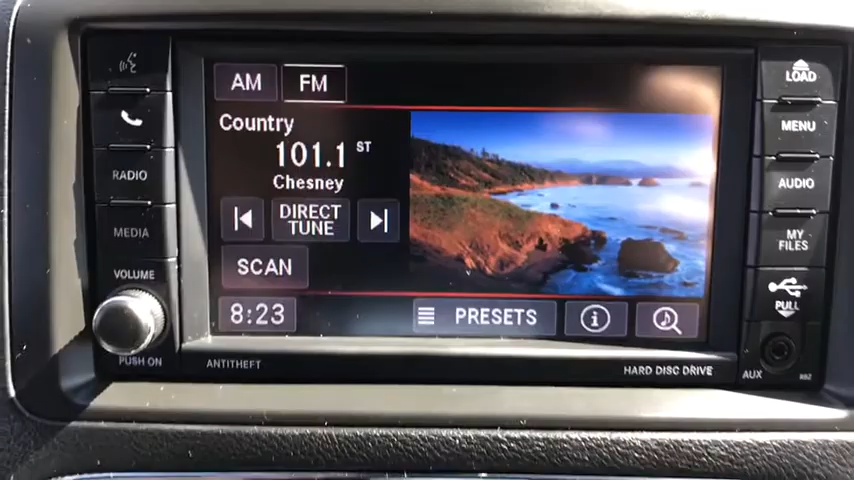 AM FM
Country
101.1 ST
Chesney
DIRECT
TUNE
SCAN
8:23
PRESETS
RADIO
MEDIA
VOLUME
PUSH ON
ANTITHEFT
HARD DISC DRIVE
LOAD
MENU
AUDIO
MY
FILES
PULL
AUX
RBZ